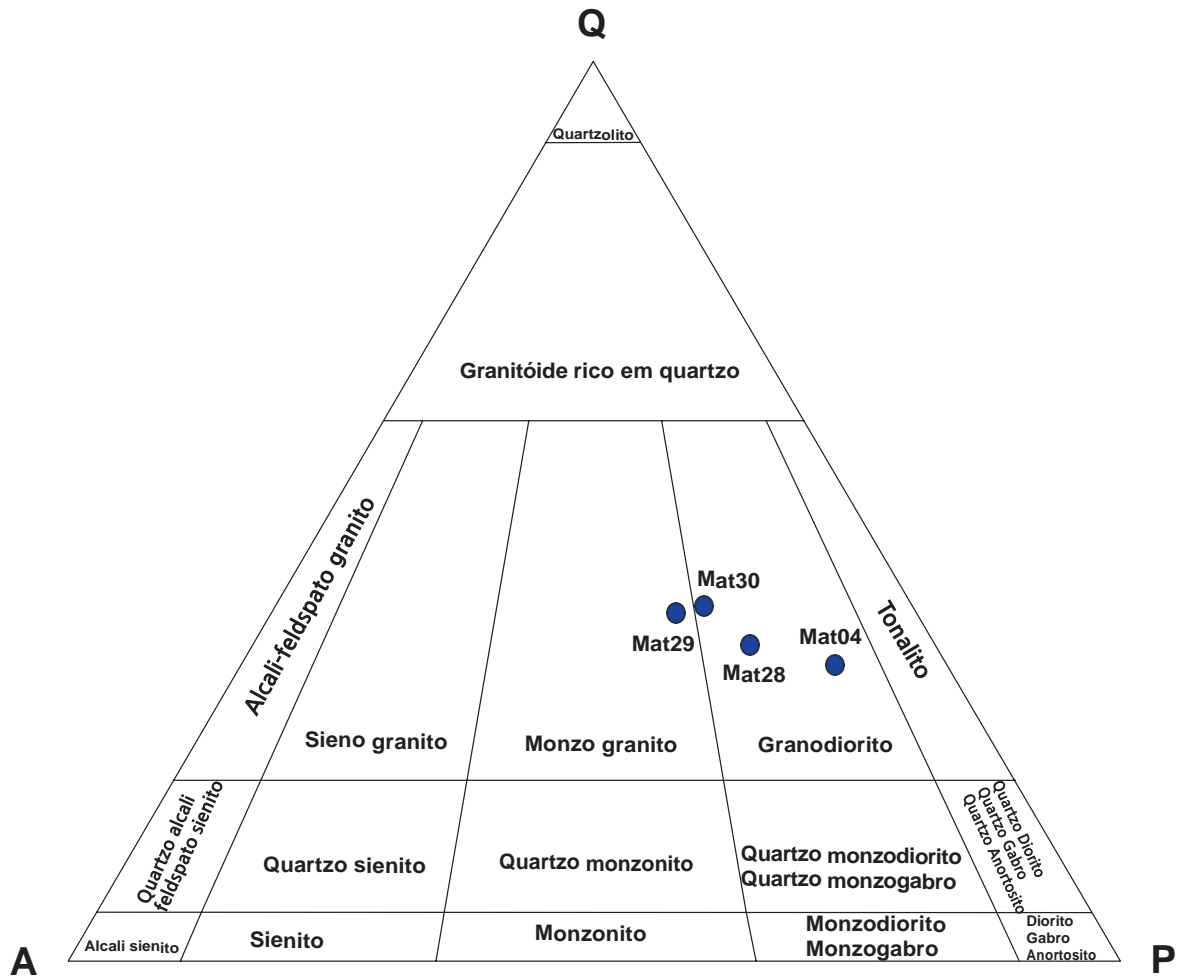 Q
Quartzolito
Granitóide rico em quartzo
Alcali-feldspato granito
Mat30
Mat29
Mat28
Mat04
Tonalito
Sieno granito
Monzo granito
Granodiorito
Quartzo alcali
feldspato sienito
Quartzo sienito
Quartzo monzonito
Quartzo monzodiorito
Quartzo monzogabro
Quartzo Diorito
Quartzo Gabro
Quartzo Anortosito
A
Alcali sienito
Sienito
Monzonito
Monzodiorito
Monzogabro
Diorito
Gabro
Anortosito
P